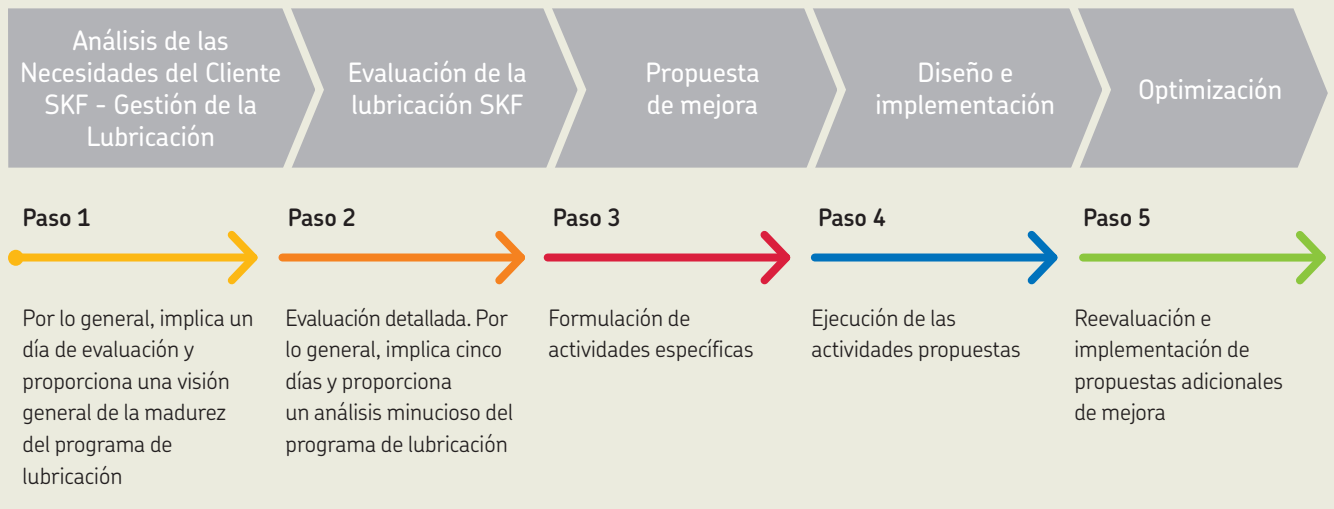 Análisis de las
Necesidades del Cliente
SKF - Gestión de la
Lubricación
Evaluación de la
lubricación SKF
Propuesta
de mejora
Diseño e
implementación
Optimización
Paso 1
Por lo general, implica un
día de evaluación y
proporciona una visión
general de la madurez
del programa de
lubricación
Paso 2
Evaluación detallada. Por
lo general, implica cinco
días y proporciona
un análisis minucioso del
programa de lubricación
Paso 3
Formulación de
actividades específicas
Paso 4
Ejecución de las
actividades propuestas
Paso 5
Reevaluación e
implementación de
propuestas adicionales
de mejora